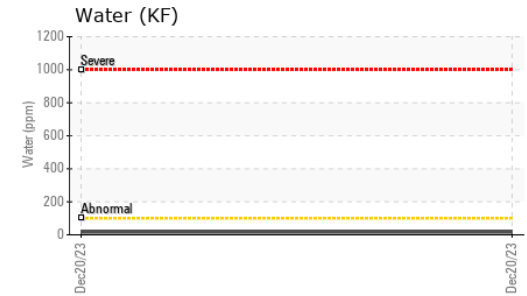 Water (KF)
1200
1000
800
600
400
200
0
Water (ppm)
Severe
Abnormal
Dec20/23
Dec20/23